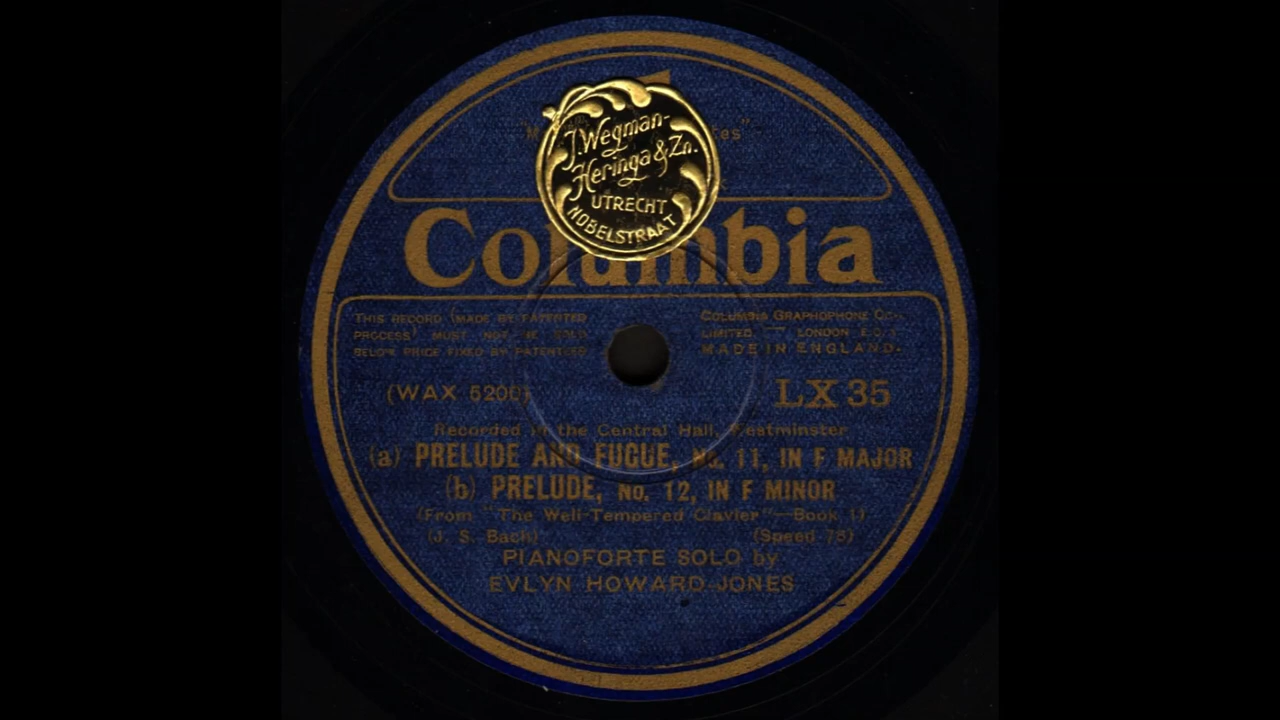 J. Wegman-
Heringa & Zn.
UTRECHT
NOBELSTRAAT
Columbia
THIS RECORD (MADE BY PATENTED
PROCESS) MUST NOT BE SOLD
BELOW PRICE FIXED BY PATENTEES
COLUMBIA GRAPHOPHONE CO.,
LIMITED. — LONDON E.C.1.
MADE IN ENGLAND.
(WAX 5200)
LX 35
Recorded in the Central Hall, Westminster
(a) PRELUDE AND FUGUE, No. 11, IN F MAJOR
(b) PRELUDE, No. 12, IN F MINOR
(From "The Well-Tempered Clavier"—Book 1)
(J. S. Bach)
(Speed 78)
PIANOFORTE SOLO by
EVLYN HOWARD-JONES